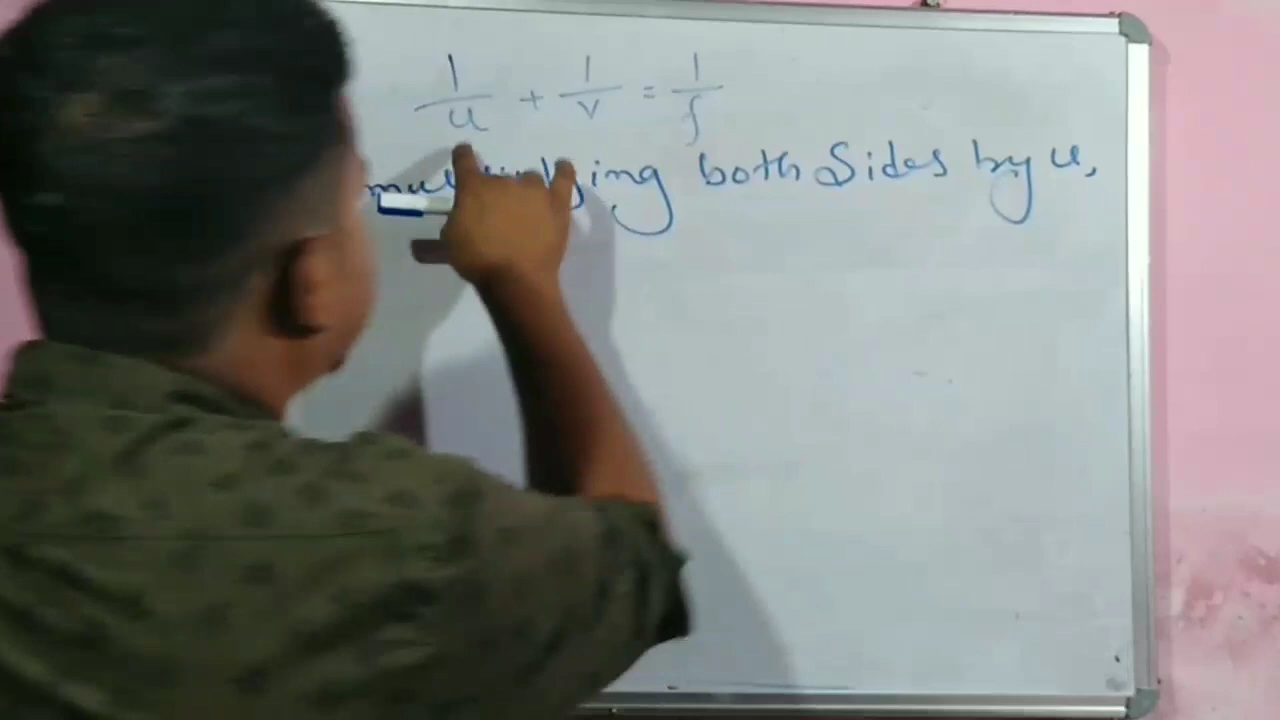 1/u + 1/v = 1/f
multiplying both Sides by u,